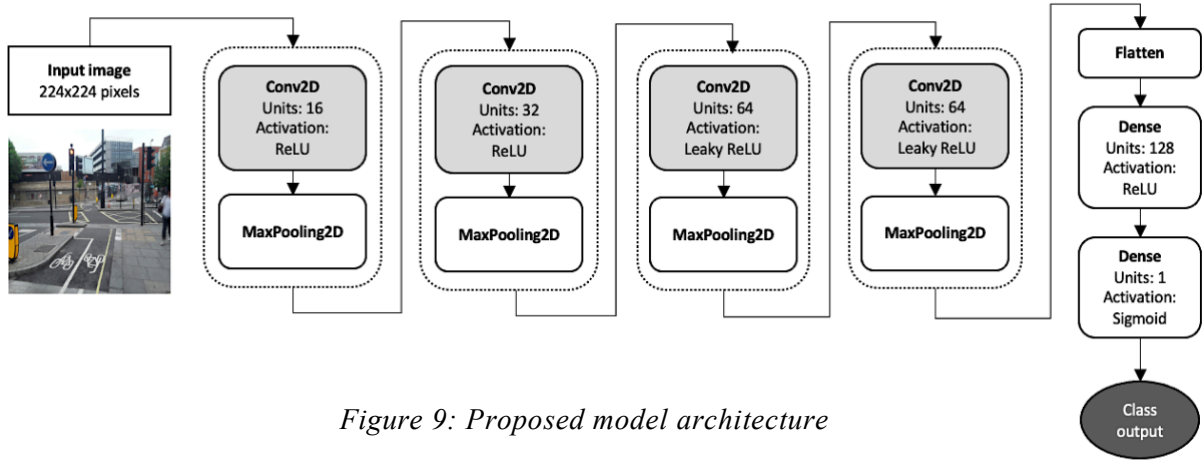 Input image
224x224 pixels
Conv2D
Units: 16
Activation:
ReLU
MaxPooling2D
Conv2D
Units: 32
Activation:
ReLU
MaxPooling2D
Conv2D
Units: 64
Activation:
Leaky ReLU
MaxPooling2D
Conv2D
Units: 64
Activation:
Leaky ReLU
MaxPooling2D
Flatten
Dense
Units: 128
Activation:
ReLU
Dense
Units: 1
Activation:
Sigmoid
Class
output
Figure 9: Proposed model architecture